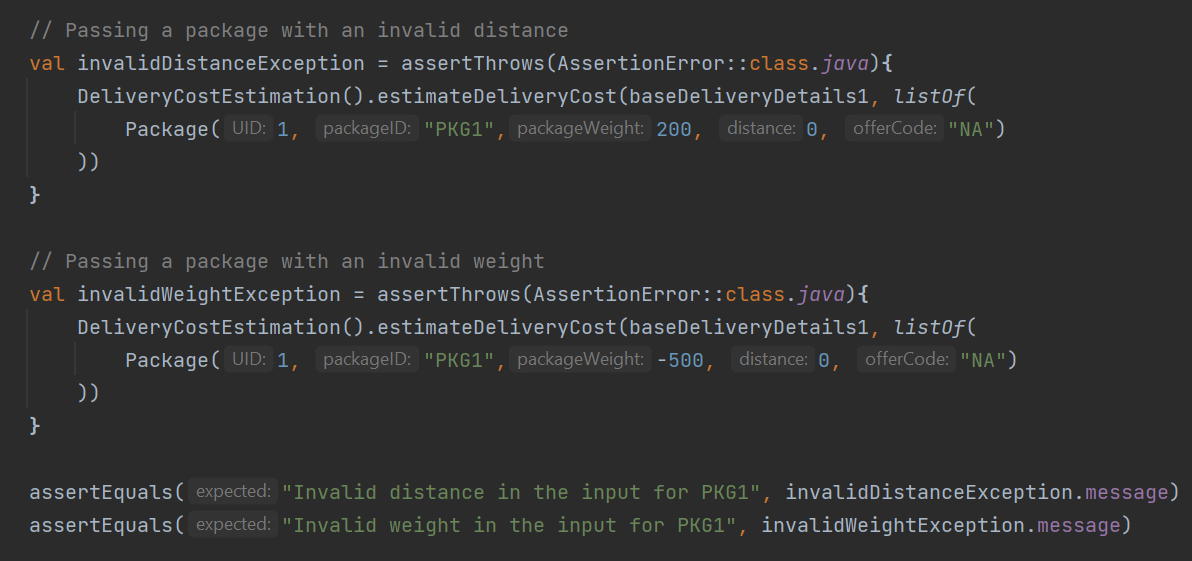 // Passing a package with an invalid distance
val invalidDistanceException = assertThrows(AssertionError::class.java){
DeliveryCostEstimation().estimateDeliveryCost(baseDeliveryDetails1, listOf(
Package( UID: 1, packageID: "PKG1", packageWeight: 200, distance: 0, offerCode: "NA")
))
}
// Passing a package with an invalid weight
val invalidWeightException = assertThrows(AssertionError::class.java){
DeliveryCostEstimation().estimateDeliveryCost(baseDeliveryDetails1, listOf(
Package( UID: 1, packageID: "PKG1", packageWeight: -500, distance: 0, offerCode: "NA")
))
}
assertEquals( expected: "Invalid distance in the input for PKG1", invalidDistanceException.message)
assertEquals( expected: "Invalid weight in the input for PKG1", invalidWeightException.message)